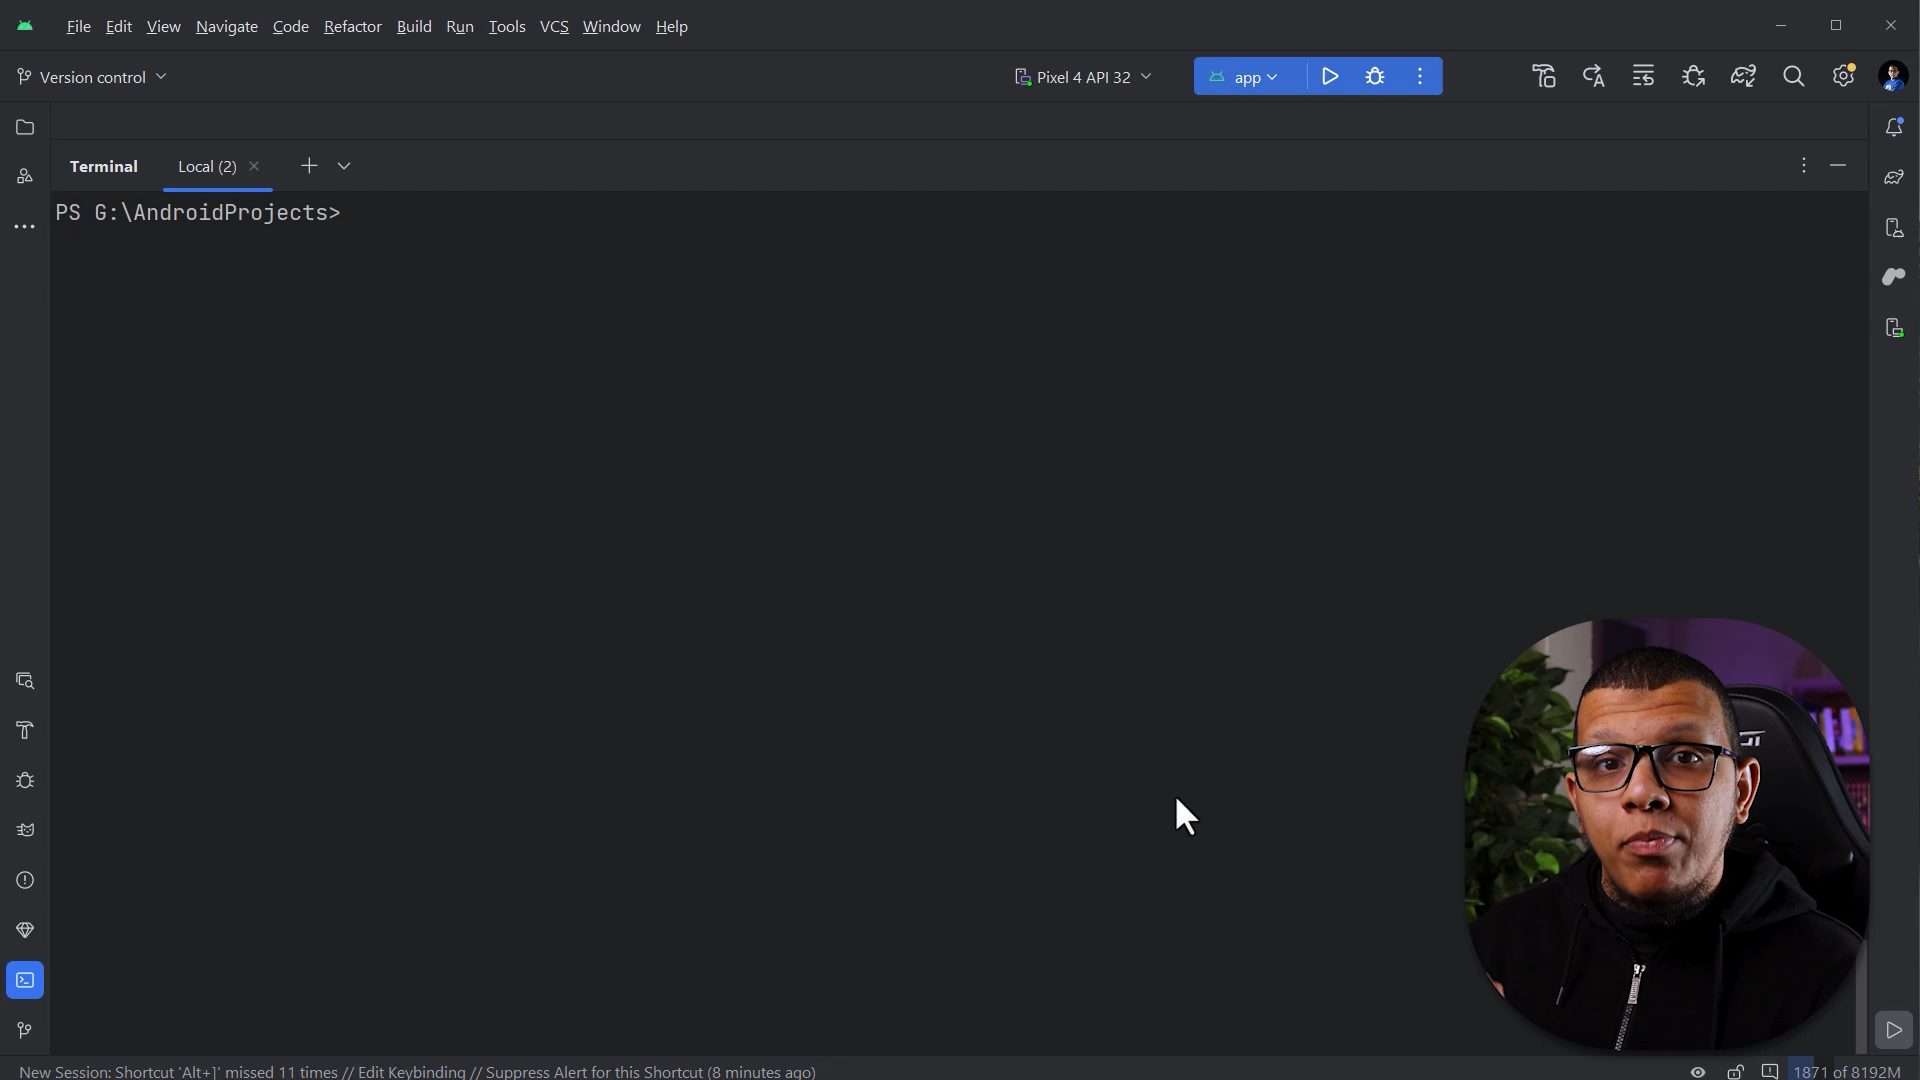 File Edit View Navigate Code Refactor Build Run Tools VCS Window Help
Version control
Pixel 4 API 32
app
Terminal
Local (2)
PS G:\AndroidProjects>
New Session: Shortcut 'Alt+]' missed 11 times // Edit Keybinding // Suppress Alert for this Shortcut (8 minutes ago)
1871 of 8192M